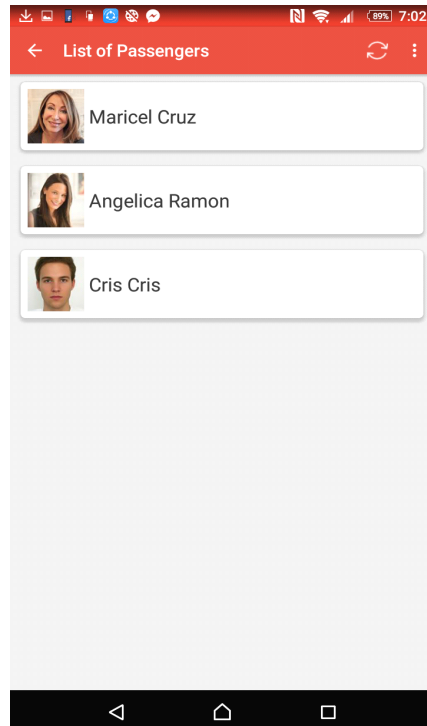 89% 7:02
List of Passengers
Maricel Cruz
Angelica Ramon
Cris Cris